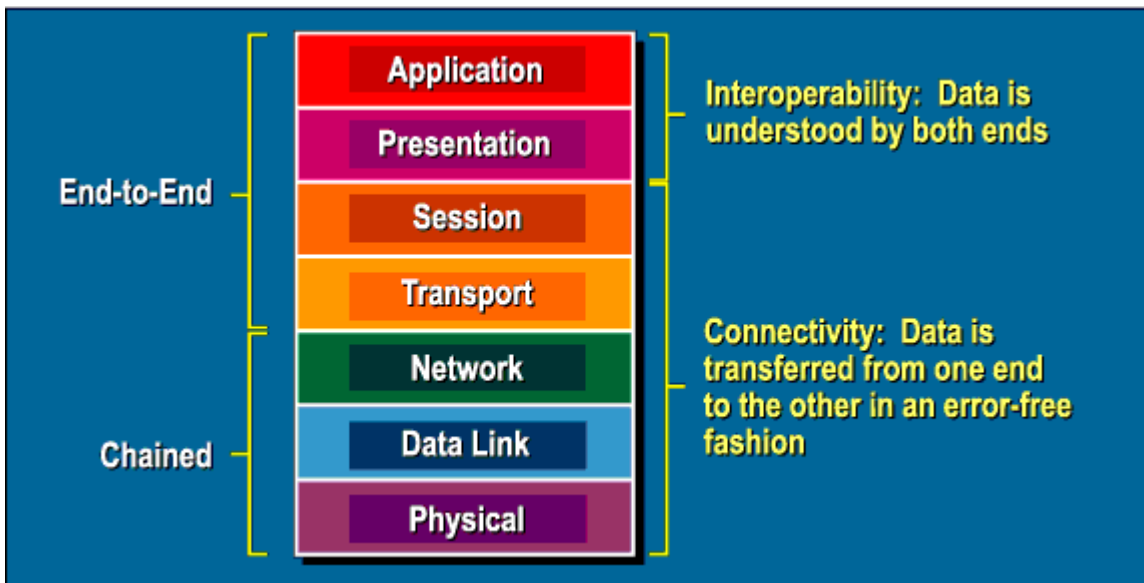 End-to-End
Chained
Application
Presentation
Session
Transport
Network
Data Link
Physical
Interoperability: Data is
understood by both ends
Connectivity: Data is
transferred from one end
to the other in an error-free
fashion